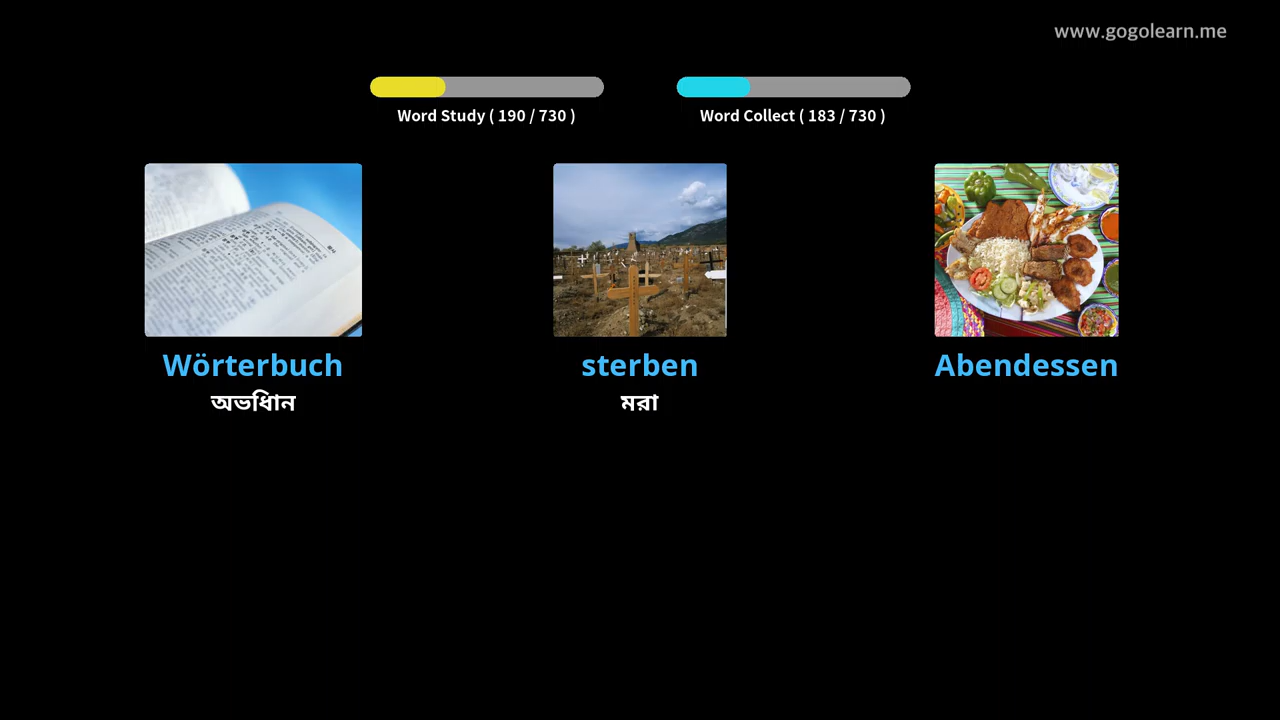 www.gogolearn.me
Word Study ( 190 / 730 )
Word Collect ( 183 / 730 )
Wörterbuch
sterben
Abendessen
অভিধান
মরা